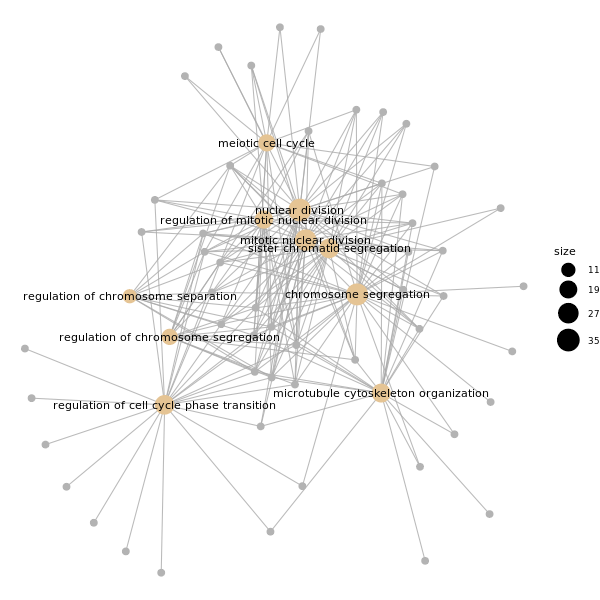 meiotic cell cycle
nuclear division
regulation of mitotic nuclear division
mitotic nuclear division
sister chromatid segregation
chromosome segregation
regulation of chromosome separation
regulation of chromosome segregation
microtubule cytoskeleton organization
regulation of cell cycle phase transition
size
11
19
27
35